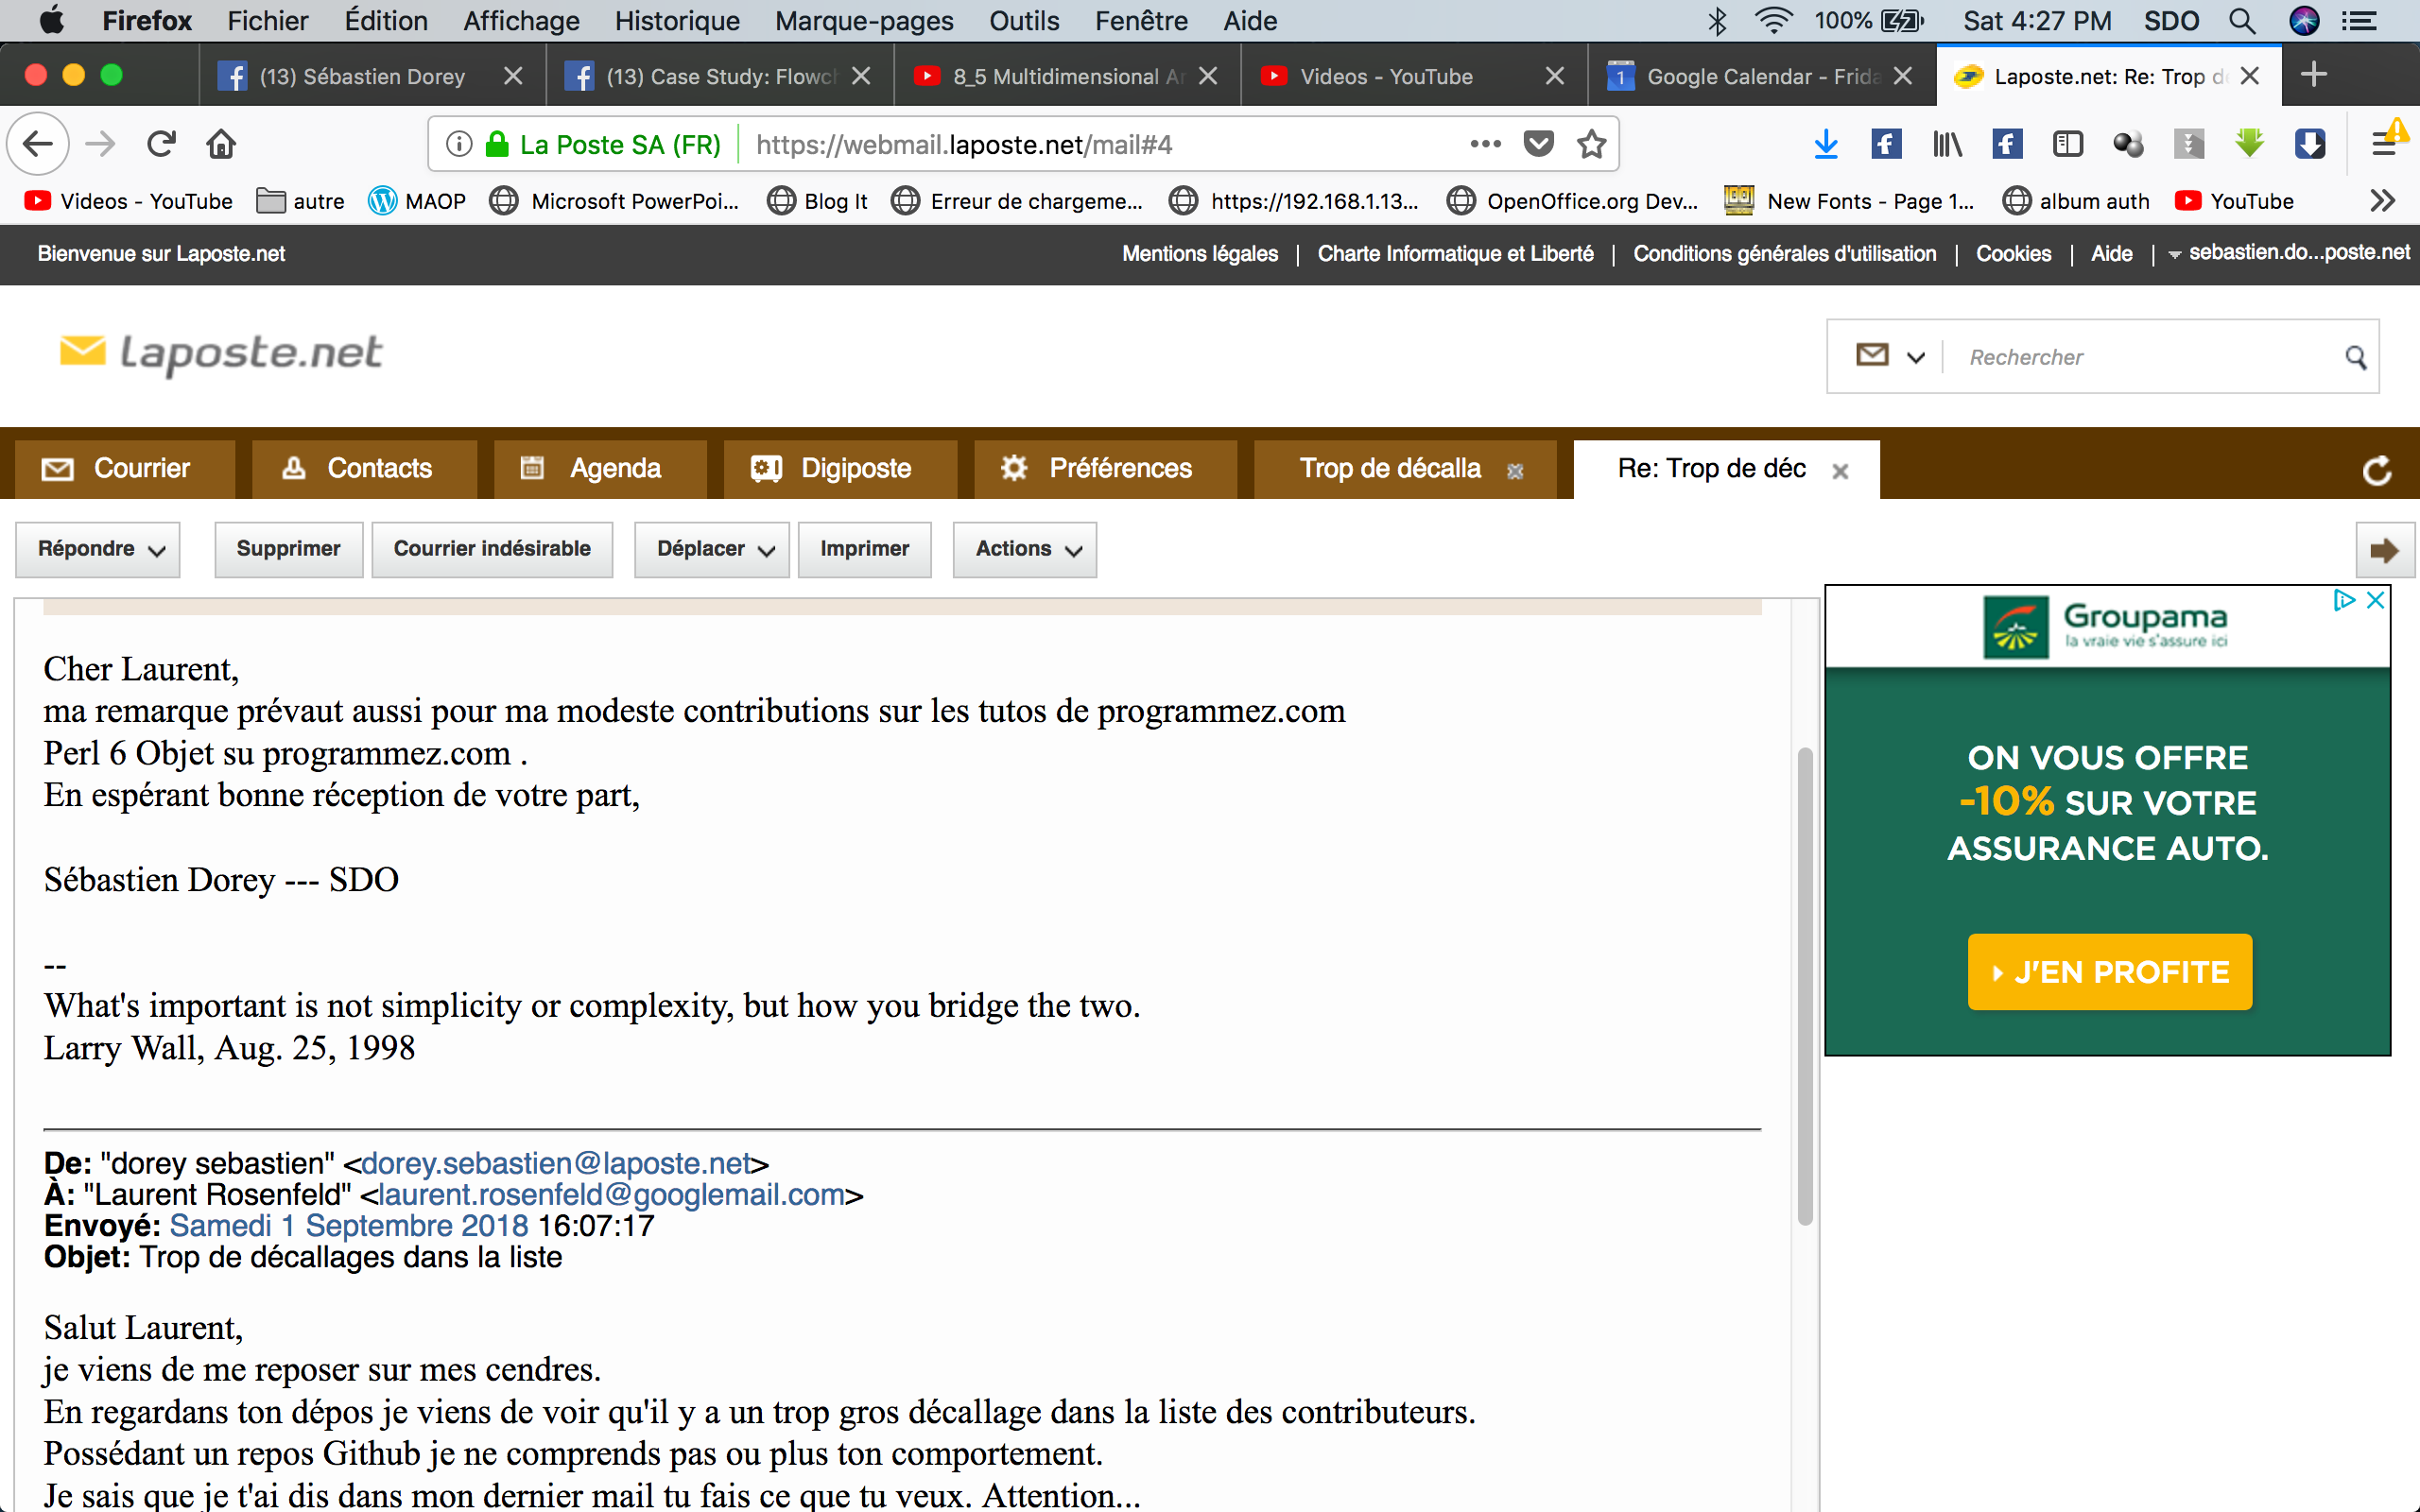 Firefox Fichier Édition Affichage Historique Marque-pages Outils Fenêtre Aide 100% Sat 4:27 PM SDO
(13) Sébastien Dorey
(13) Case Study: Flowch
8_5 Multidimensional Ar
Videos - YouTube
Google Calendar - Frida
Laposte.net: Re: Trop d
La Poste SA (FR) https://webmail.laposte.net/mail#4
Videos - YouTube autre MAOP Microsoft PowerPoi... Blog It Erreur de chargeme... https://192.168.1.13... OpenOffice.org Dev... New Fonts - Page 1... album auth YouTube
Bienvenue sur Laposte.net
Mentions légales | Charte Informatique et Liberté | Conditions générales d'utilisation | Cookies | Aide | sebastien.do...poste.net
Laposte.net
Rechercher
Courrier Contacts Agenda Digiposte Préférences Trop de décalla Re: Trop de déc
Répondre Supprimer Courrier indésirable Déplacer Imprimer Actions
Cher Laurent,
ma remarque prévaut aussi pour ma modeste contributions sur les tutos de programmez.com
Perl 6 Objet su programmez.com .
En espérant bonne réception de votre part,
Sébastien Dorey --- SDO
--
What's important is not simplicity or complexity, but how you bridge the two.
Larry Wall, Aug. 25, 1998
De: "dorey sebastien" <dorey.sebastien@laposte.net>
À: "Laurent Rosenfeld" <laurent.rosenfeld@googlemail.com>
Envoyé: Samedi 1 Septembre 2018 16:07:17
Objet: Trop de décallages dans la liste
Salut Laurent,
je viens de me reposer sur mes cendres.
En regardans ton dépos je viens de voir qu'il y a un trop gros décallage dans la liste des contributeurs.
Possédant un repos Github je ne comprends pas ou plus ton comportement.
Je sais que je t'ai dis dans mon dernier mail tu fais ce que tu veux. Attention...
Groupama
la vraie vie s'assure ici
ON VOUS OFFRE
-10% SUR VOTRE
ASSURANCE AUTO.
J'EN PROFITE